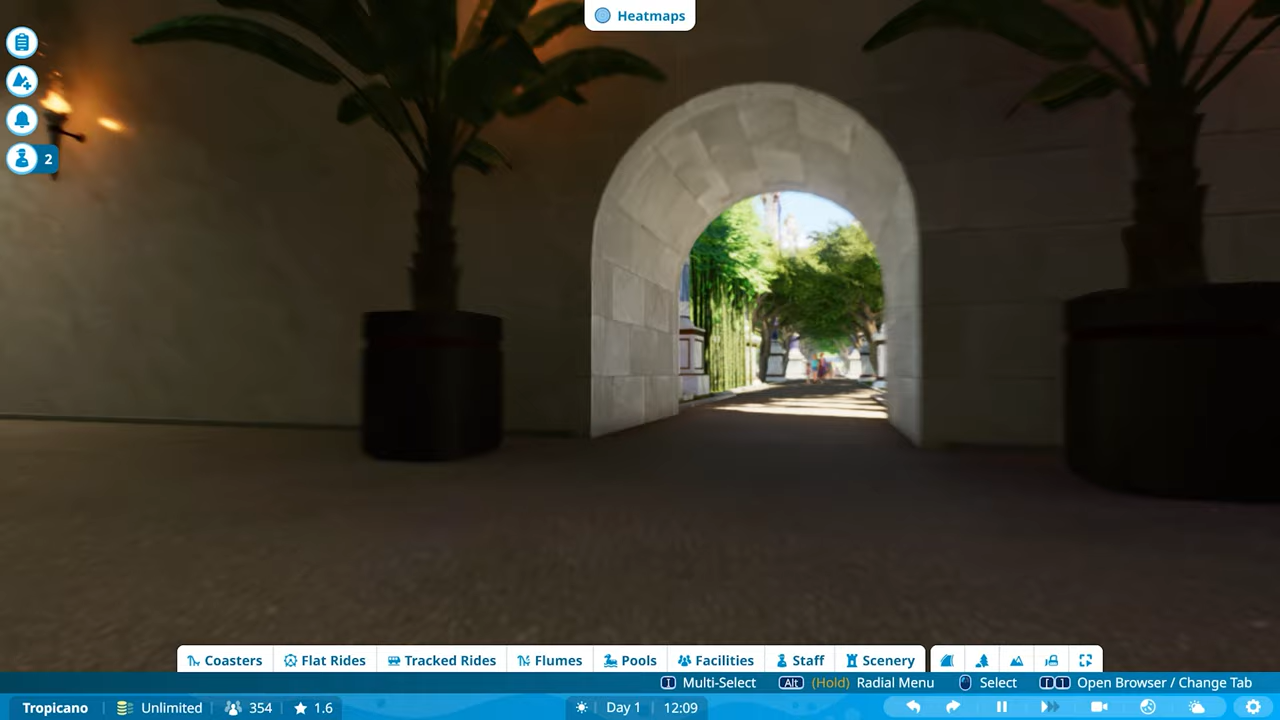 Heatmaps
2
Coasters Flat Rides Tracked Rides Flumes Pools Facilities Staff Scenery
Multi-Select Alt (Hold) Radial Menu Select Open Browser / Change Tab
Tropicano Unlimited 354 1.6 Day 1 12:09